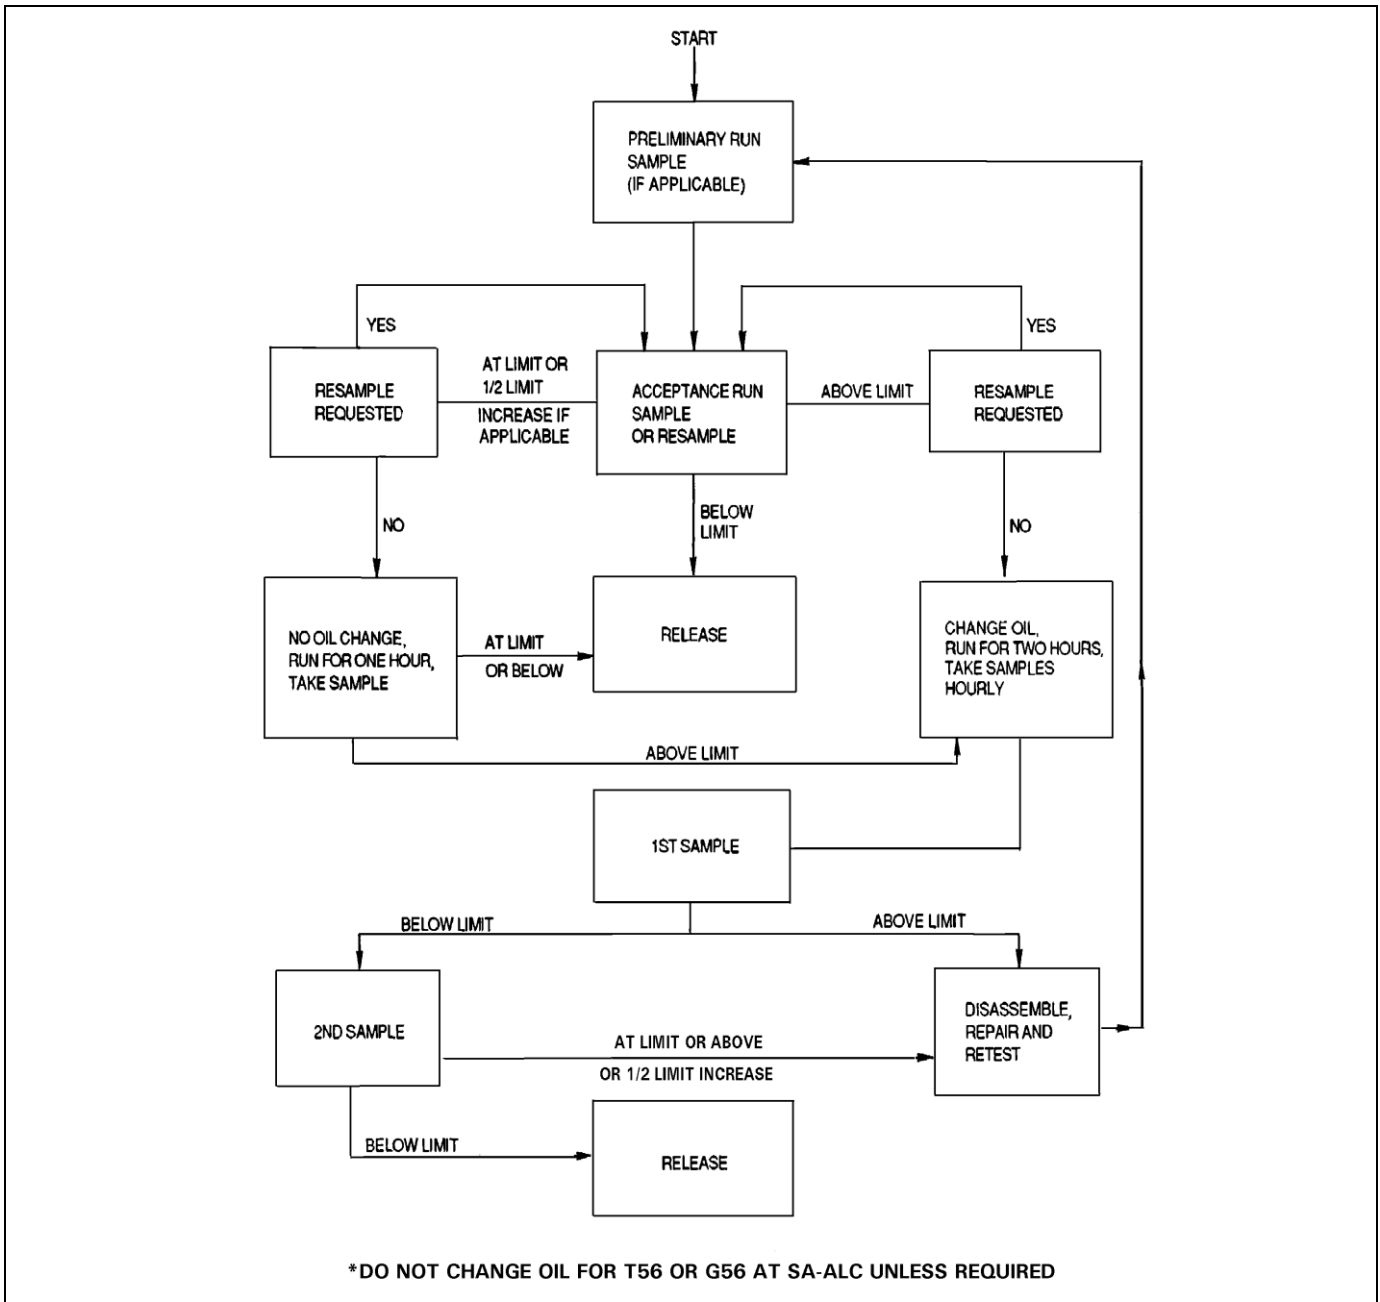 START
PRELIMINARY RUN
SAMPLE
(IF APPLICABLE)
YES
YES
RESAMPLE
REQUESTED
AT LIMIT OR
1/2 LIMIT
INCREASE IF
APPLICABLE
ACCEPTANCE RUN
SAMPLE
OR RESAMPLE
ABOVE LIMIT
RESAMPLE
REQUESTED
NO
BELOW
LIMIT
NO
NO OIL CHANGE,
RUN FOR ONE HOUR,
TAKE SAMPLE
AT LIMIT
OR BELOW
RELEASE
CHANGE OIL,
RUN FOR TWO HOURS,
TAKE SAMPLES
HOURLY
ABOVE LIMIT
1ST SAMPLE
BELOW LIMIT
ABOVE LIMIT
2ND SAMPLE
AT LIMIT OR ABOVE
OR 1/2 LIMIT INCREASE
DISASSEMBLE,
REPAIR AND
RETEST
BELOW LIMIT
RELEASE
*DO NOT CHANGE OIL FOR T56 OR G56 AT SA-ALC UNLESS REQUIRED